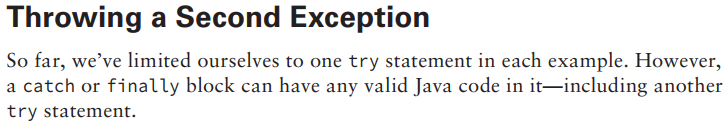 Throwing a Second Exception
So far, we’ve limited ourselves to one try statement in each example. However,
a catch or finally block can have any valid Java code in it—including another
try statement.